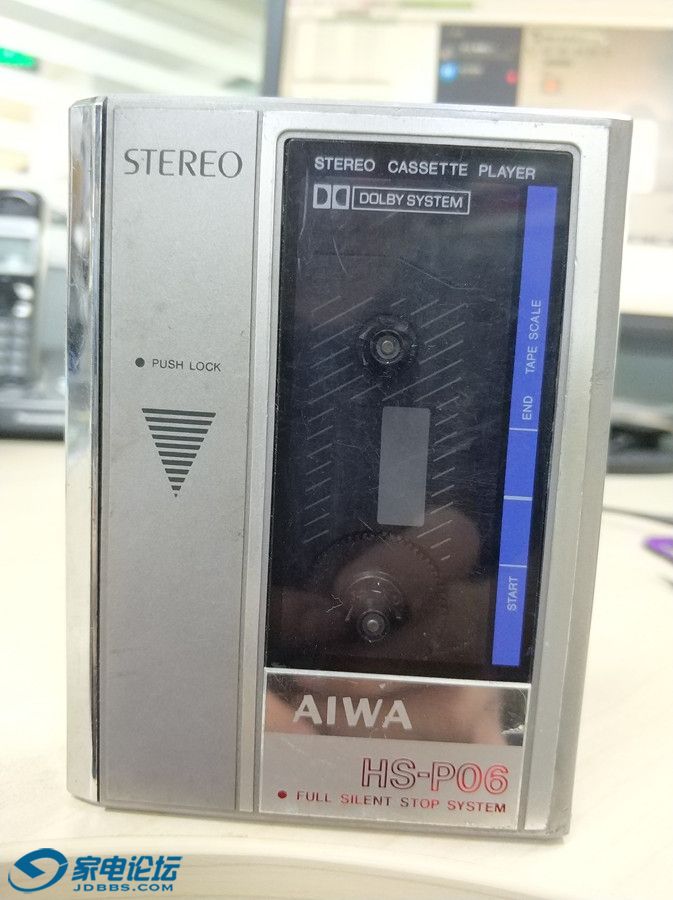 STEREO
STEREO CASSETTE PLAYER
DOLBY SYSTEM
TAPE SCALE
END
START
PUSH LOCK
AIWA
HS-P06
FULL SILENT STOP SYSTEM
家电论坛
JDBBS.COM